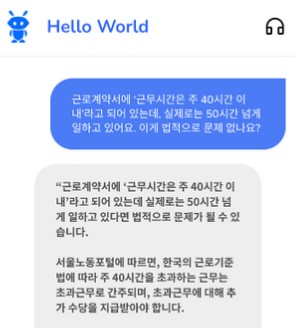 Hello World
근로계약서에 '근무시간은 주 40시간 이
내'라고 되어 있는데, 실제로는 50시간 넘게
일하고 있어요. 이게 법적으로 문제 없나요?
"근로계약서에 '근무시간은 주 40시간 이
내'라고 되어 있는데 실제로는 50시간 넘
게 일하고 있다면 법적으로 문제가 될 수 있
습니다.
서울노동포털에 따르면, 한국의 근로기준
법에 따라 주 40시간을 초과하는 근무는
초과근무로 간주되며, 초과근무에 대해 추
가 수당을 지급받아야 합니다.